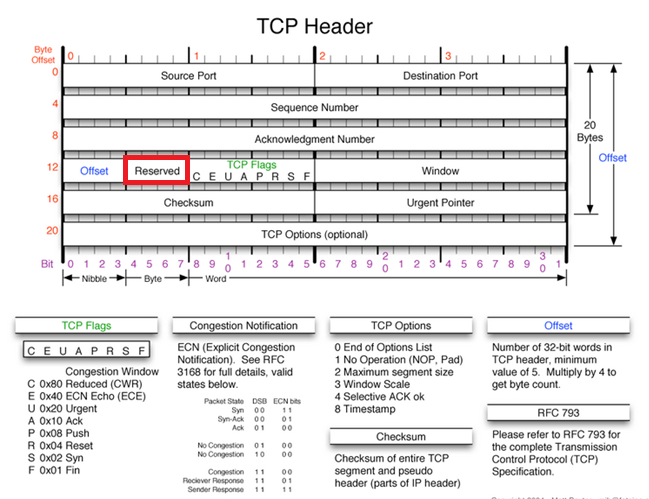 TCP Header
Byte Offset 0 1 2 3
0 Source Port Destination Port
4 Sequence Number
8 Acknowledgment Number
20 Bytes
Offset
12 Offset Reserved TCP Flags C E U A P R S F Window
16 Checksum Urgent Pointer
20 TCP Options (optional)
Bit 0 1 2 3 4 5 6 7 8 9 10 1 2 3 4 5 6 7 8 9 20 1 2 3 4 5 6 7 8 9 30 1
Nibble Byte Word
TCP Flags
C E U A P R S F
Congestion Window
C 0x80 Reduced (CWR)
E 0x40 ECN Echo (ECE)
U 0x20 Urgent
A 0x10 Ack
P 0x08 Push
R 0x04 Reset
S 0x02 Syn
F 0x01 Fin
Congestion Notification
ECN (Explicit Congestion
Notification). See RFC
3168 for full details, valid
states below.
Packet State DSB ECN bits
Syn 0 0 1 1
Syn-Ack 0 0 0 1
Ack 0 1 0 0
No Congestion 0 1 0 0
No Congestion 1 0 0 0
Congestion 1 1 0 0
Reciever Response 1 1 0 1
Sender Response 1 1 1 1
TCP Options
0 End of Options List
1 No Operation (NOP, Pad)
2 Maximum segment size
3 Window Scale
4 Selective ACK ok
8 Timestamp
Checksum
Checksum of entire TCP
segment and pseudo
header (parts of IP header)
Offset
Number of 32-bit words in
TCP header, minimum
value of 5. Multiply by 4 to
get byte count.
RFC 793
Please refer to RFC 793 for
the complete Transmission
Control Protocol (TCP)
Specification.